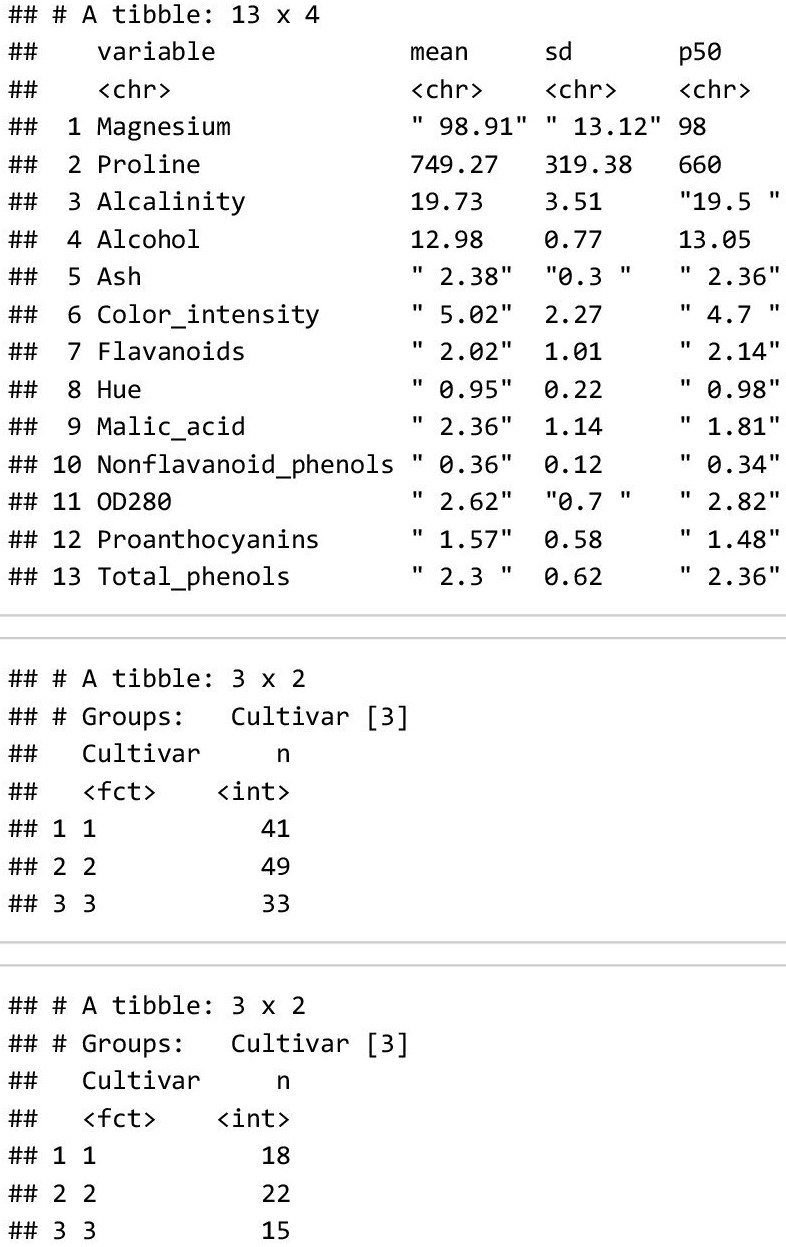 ## # A tibble: 13 x 4
##    variable             mean     sd       p50
##    <chr>                <chr>    <chr>    <chr>
##  1 Magnesium            " 98.91" " 13.12" 98
##  2 Proline              749.27   319.38   660
##  3 Alcalinity           19.73    3.51     "19.5 "
##  4 Alcohol              12.98    0.77     13.05
##  5 Ash                  " 2.38"  "0.3 "   " 2.36"
##  6 Color_intensity      " 5.02"  2.27     " 4.7 "
##  7 Flavanoids           " 2.02"  1.01     " 2.14"
##  8 Hue                  " 0.95"  0.22     " 0.98"
##  9 Malic_acid           " 2.36"  1.14     " 1.81"
## 10 Nonflavanoid_phenols " 0.36"  0.12     " 0.34"
## 11 OD280                " 2.62"  "0.7 "   " 2.82"
## 12 Proanthocyanins      " 1.57"  0.58     " 1.48"
## 13 Total_phenols        " 2.3 "  0.62     " 2.36"
## # A tibble: 3 x 2
## # Groups:   Cultivar [3]
##   Cultivar     n
##   <fct>    <int>
## 1 1           41
## 2 2           49
## 3 3           33
## # A tibble: 3 x 2
## # Groups:   Cultivar [3]
##   Cultivar     n
##   <fct>    <int>
## 1 1           18
## 2 2           22
## 3 3           15